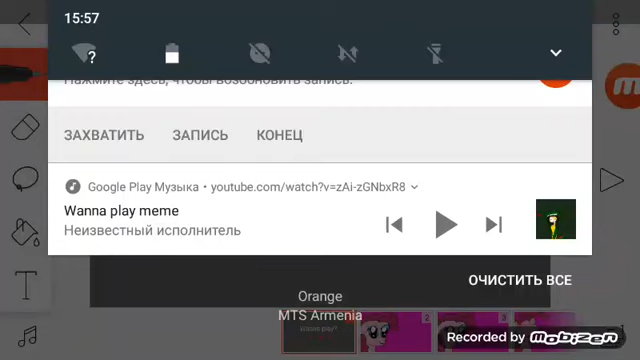 15:57
?
Нажмите здесь, чтобы возобновить запись.
ЗАХВАТИТЬ ЗАПИСЬ КОНЕЦ
Google Play Музыка • youtube.com/watch?v=zAi-zGNbxR8
Wanna play meme
Неизвестный исполнитель
ОЧИСТИТЬ ВСЕ
Orange
MTS Armenia
T
2
Recorded by mobizen